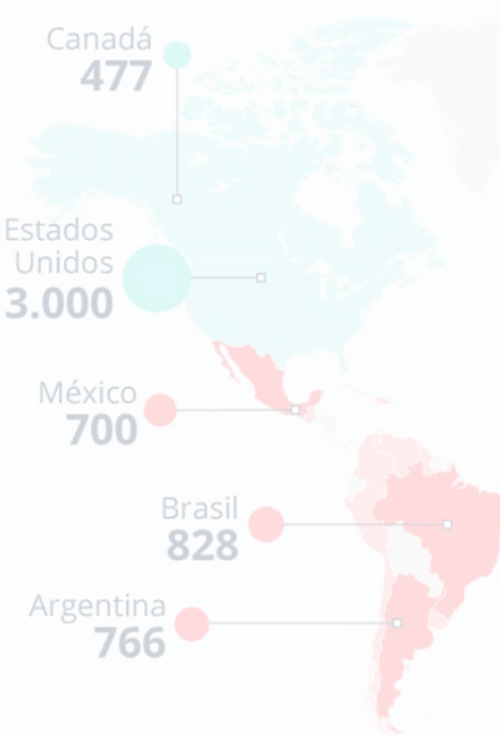 Canadá
477
Estados
Unidos
3.000
México
700
Brasil
828
Argentina
766